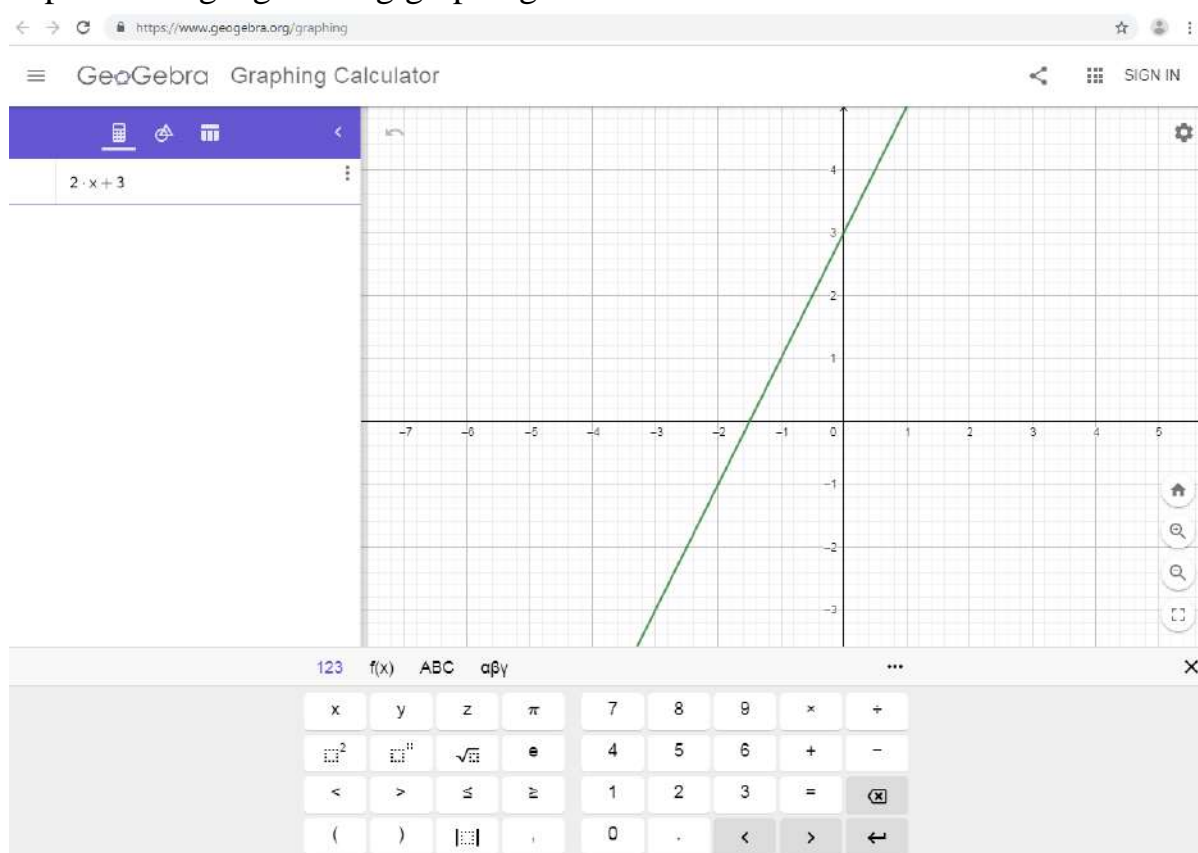 https://www.geogebra.org/graphing
GeoGebra Graphing Calculator
SIGN IN
2 · x + 3
4
3
2
1
−7 −6 −5 −4 −3 −2 −1 0 1 2 3 4 5
−1
−2
−3
123 f(x) ABC αβγ ...
x y z π 7 8 9 × ÷
√ e 4 5 6 + −
< > ≤ ≥ 1 2 3 =
( ) , 0 . < >